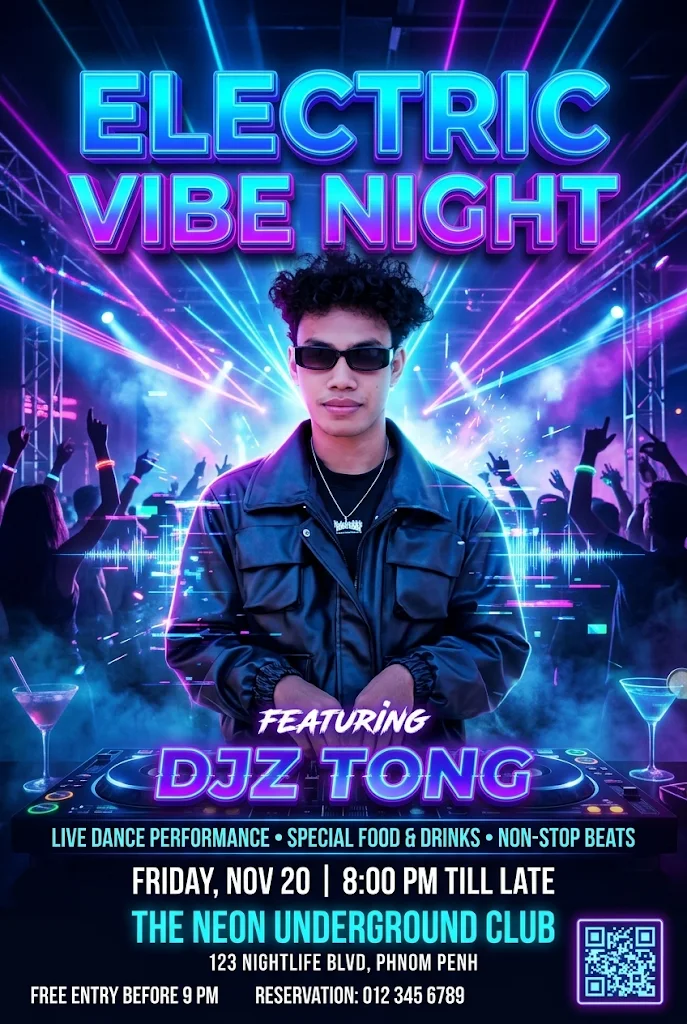 ELECTRIC
VIBE NIGHT
FEATURING
DJZ TONG
LIVE DANCE PERFORMANCE • SPECIAL FOOD & DRINKS • NON-STOP BEATS
FRIDAY, NOV 20 | 8:00 PM TILL LATE
THE NEON UNDERGROUND CLUB
123 NIGHTLIFE BLVD, PHNOM PENH
FREE ENTRY BEFORE 9 PM RESERVATION: 012 345 6789